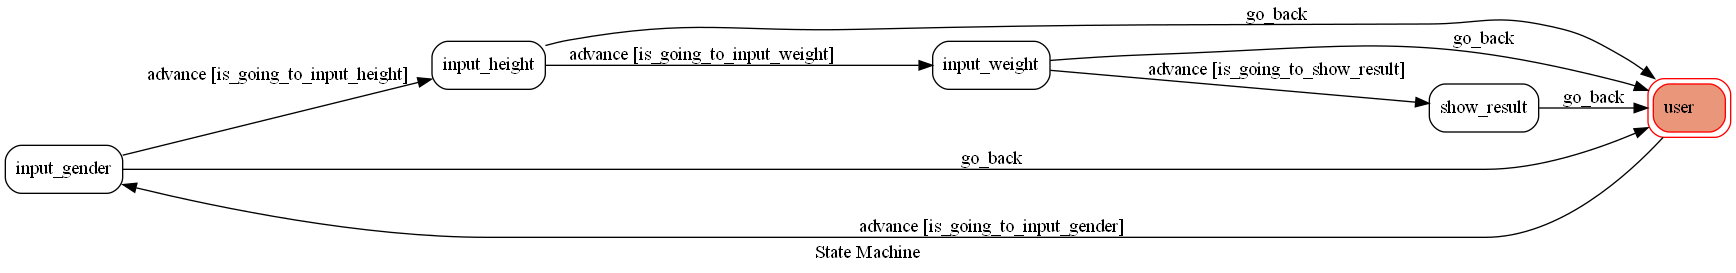 go_back
advance [is_going_to_input_weight]
go_back
input_height
input_weight
advance [is_going_to_input_height]
advance [is_going_to_show_result]
go_back
show_result
user
go_back
input_gender
advance [is_going_to_input_gender]
State Machine